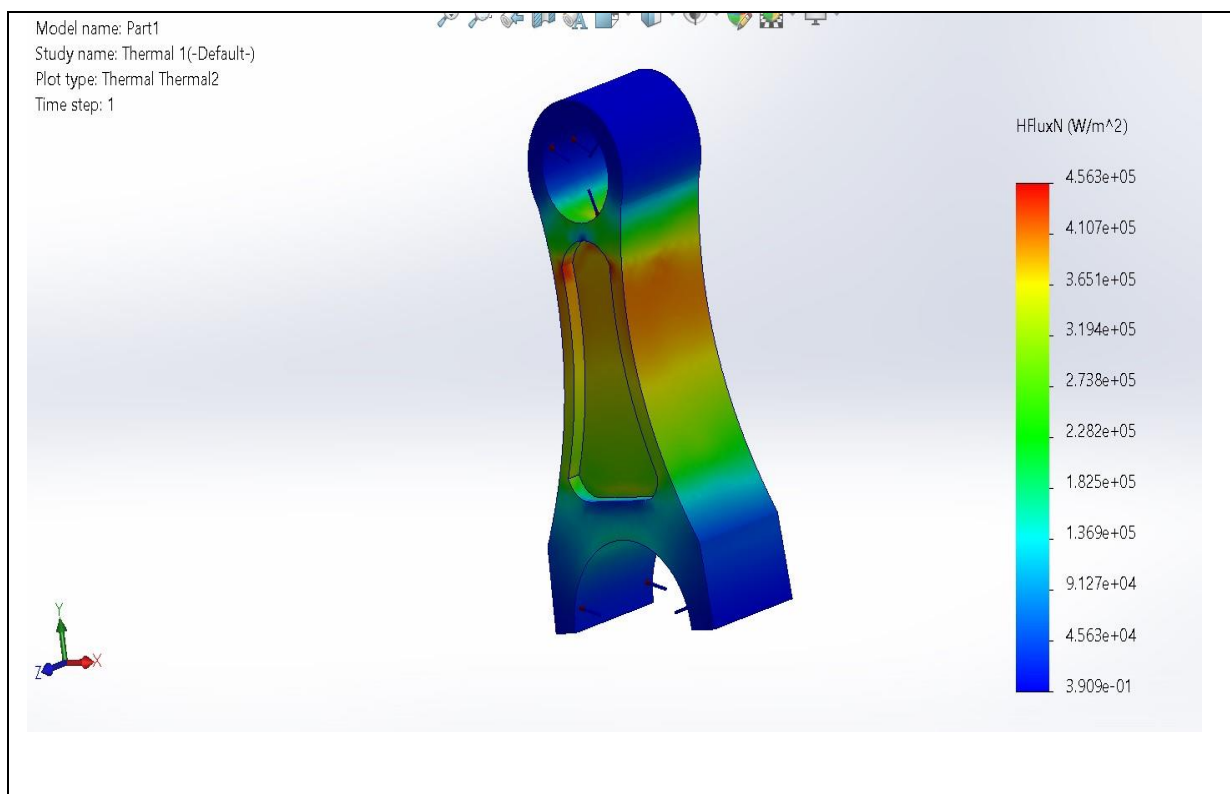 Model name: Part1
Study name: Thermal 1(-Default-)
Plot type: Thermal Thermal2
Time step: 1
HFluxN (W/m^2)
4.563e+05
4.107e+05
3.651e+05
3.194e+05
2.738e+05
2.282e+05
1.825e+05
1.369e+05
9.127e+04
4.563e+04
3.909e-01
Y
Z
X